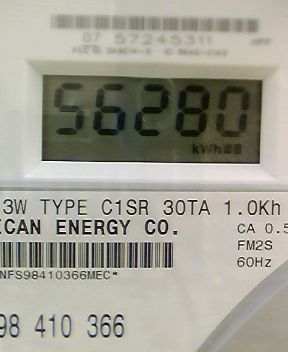 07 57245311
56280
kWh
3W TYPE C1SR 30TA 1.0Kh
ICAN ENERGY CO.
CA 0.5
FM2S
60Hz
NFS98410366MEC*
98 410 366